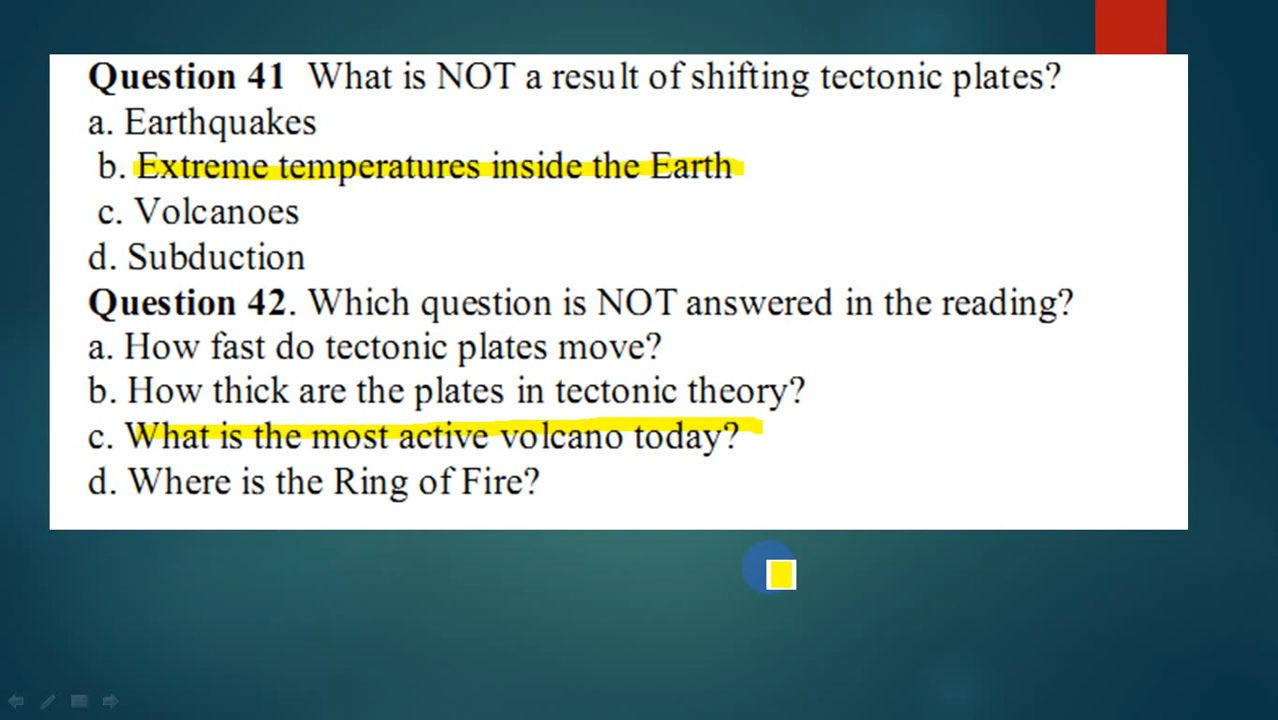 Question 41 What is NOT a result of shifting tectonic plates?
a. Earthquakes
b. Extreme temperatures inside the Earth
c. Volcanoes
d. Subduction
Question 42. Which question is NOT answered in the reading?
a. How fast do tectonic plates move?
b. How thick are the plates in tectonic theory?
c. What is the most active volcano today?
d. Where is the Ring of Fire?